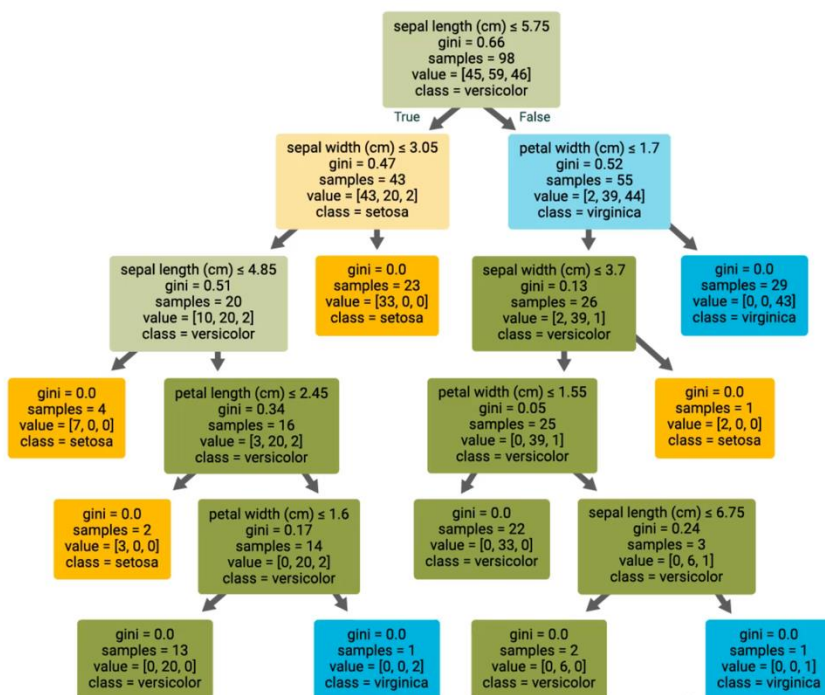 sepal length (cm) ≤ 5.75
gini = 0.66
samples = 98
value = [45, 59, 46]
class = versicolor
True
False
sepal width (cm) ≤ 3.05
gini = 0.47
samples = 43
value = [43, 20, 2]
class = setosa
petal width (cm) ≤ 1.7
gini = 0.52
samples = 55
value = [2, 39, 44]
class = virginica
sepal length (cm) ≤ 4.85
gini = 0.51
samples = 20
value = [10, 20, 2]
class = versicolor
gini = 0.0
samples = 23
value = [33, 0, 0]
class = setosa
sepal width (cm) ≤ 3.7
gini = 0.13
samples = 26
value = [2, 39, 1]
class = versicolor
gini = 0.0
samples = 29
value = [0, 0, 43]
class = virginica
gini = 0.0
samples = 4
value = [7, 0, 0]
class = setosa
petal length (cm) ≤ 2.45
gini = 0.34
samples = 16
value = [3, 20, 2]
class = versicolor
petal width (cm) ≤ 1.55
gini = 0.05
samples = 25
value = [0, 39, 1]
class = versicolor
gini = 0.0
samples = 1
value = [2, 0, 0]
class = setosa
gini = 0.0
samples = 2
value = [3, 0, 0]
class = setosa
petal width (cm) ≤ 1.6
gini = 0.17
samples = 14
value = [0, 20, 2]
class = versicolor
gini = 0.0
samples = 22
value = [0, 33, 0]
class = versicolor
sepal length (cm) ≤ 6.75
gini = 0.24
samples = 3
value = [0, 6, 1]
class = versicolor
gini = 0.0
samples = 13
value = [0, 20, 0]
class = versicolor
gini = 0.0
samples = 1
value = [0, 0, 2]
class = virginica
gini = 0.0
samples = 2
value = [0, 6, 0]
class = versicolor
gini = 0.0
samples = 1
value = [0, 0, 1]
class = virginica